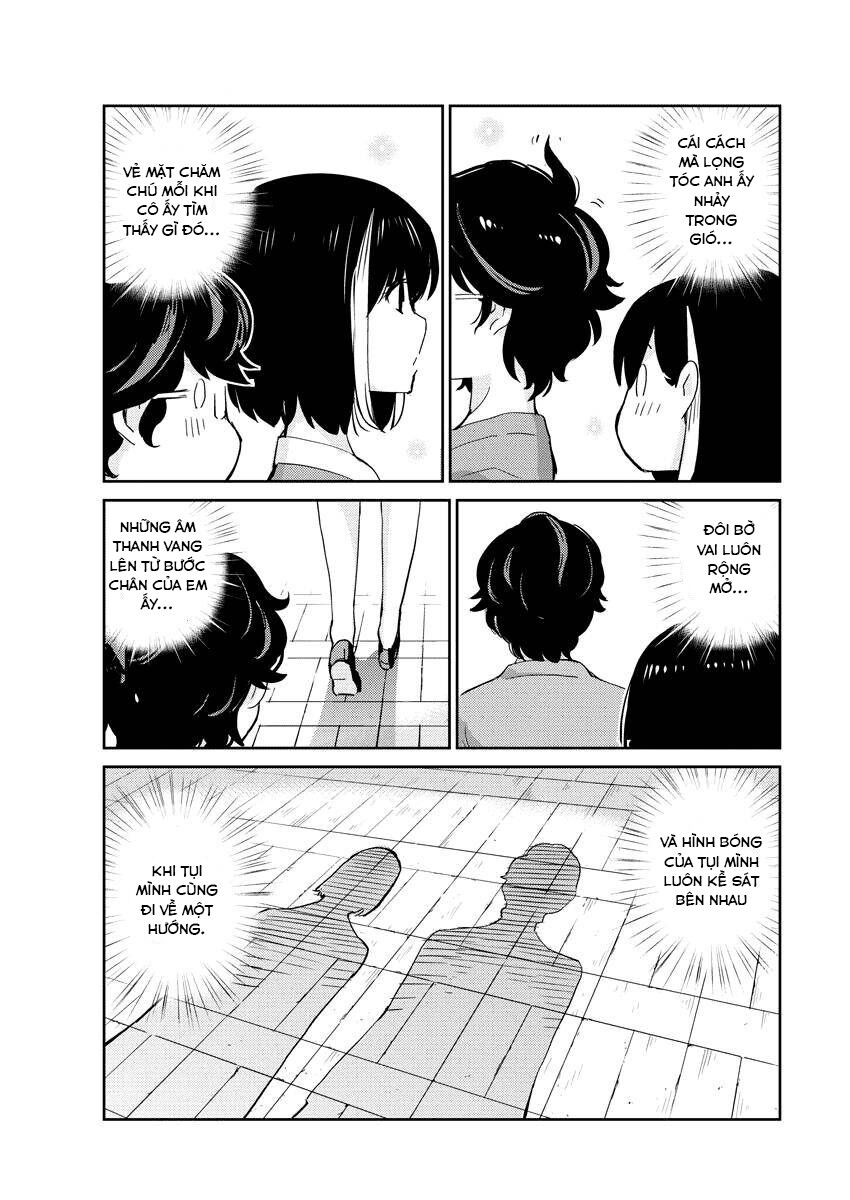 CÁI CÁCH
MÀ LỌNG
TÓC ANH ẤY
NHẢY
TRONG
GIÓ...
VẺ MẶT CHĂM
CHÚ MỖI KHI
CÔ ẤY TÌM
THẤY GÌ ĐÓ...
ĐÔI BỜ
VAI LUÔN
RỘNG
MỞ...
NHỮNG ÂM
THANH VANG
LÊN TỪ BƯỚC
CHÂN CỦA EM
ẤY...
VÀ HÌNH BÓNG
CỦA TỤI MÌNH
LUÔN KỀ SÁT
BÊN NHAU
KHI TỤI
MÌNH CÙNG
ĐI VỀ MỘT
HƯỚNG.